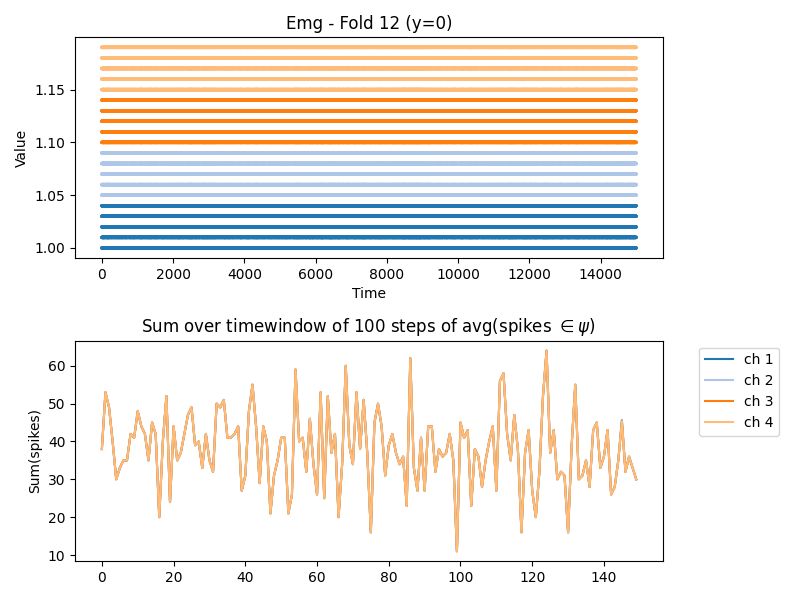 Emg - Fold 12 (y=0)
Value
1.15
1.10
1.05
1.00
0 2000 4000 6000 8000 10000 12000 14000
Time
Sum over timewindow of 100 steps of avg(spikes ∈ ψ)
Sum(spikes)
60
50
40
30
20
10
0 20 40 60 80 100 120 140
ch 1
ch 2
ch 3
ch 4